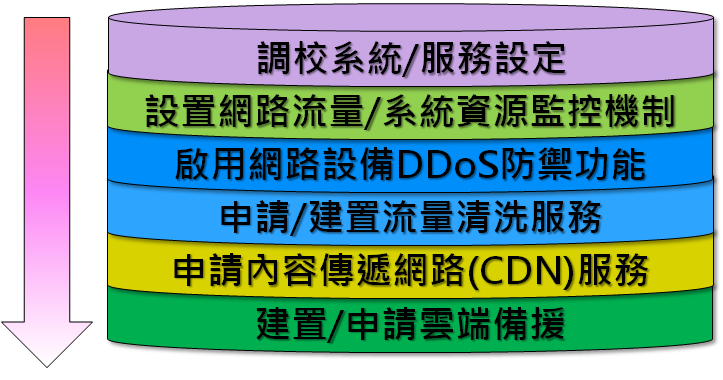 調校系統/服務設定
設置網路流量/系統資源監控機制
啟用網路設備DDoS防禦功能
申請/建置流量清洗服務
申請內容傳遞網路(CDN)服務
建置/申請雲端備援